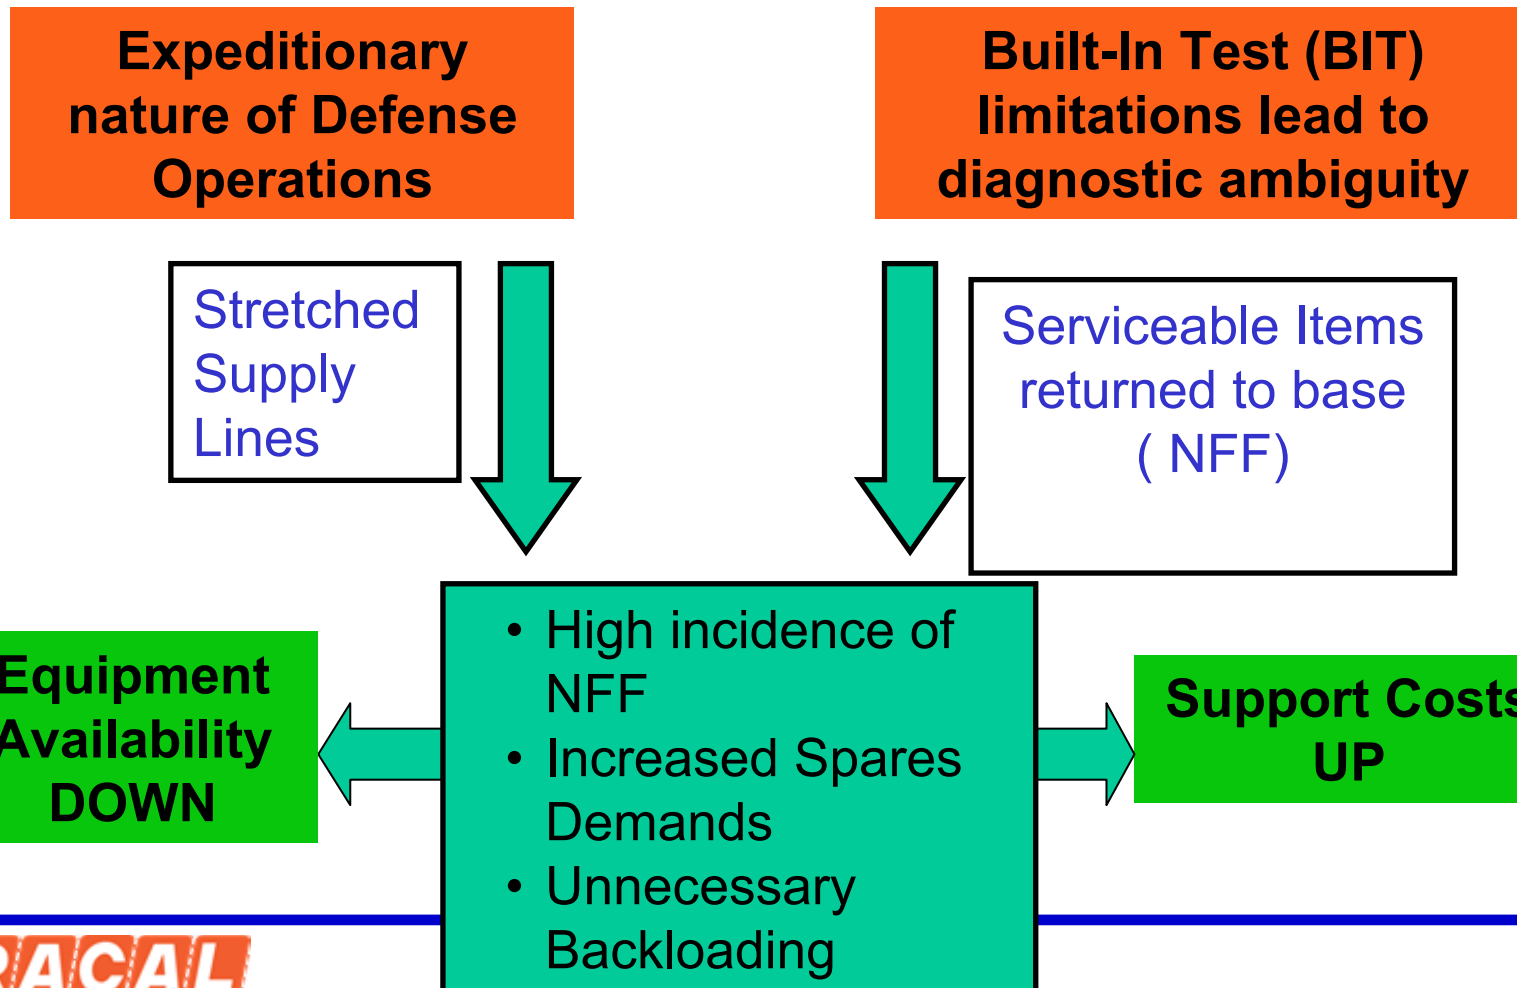 Expeditionary
nature of Defense
Operations
Built-In Test (BIT)
limitations lead to
diagnostic ambiguity
Stretched
Supply
Lines
Serviceable Items
returned to base
( NFF)
• High incidence of
NFF
• Increased Spares
Demands
• Unnecessary
Backloading
Equipment
Availability
DOWN
Support Costs
UP
RACAL